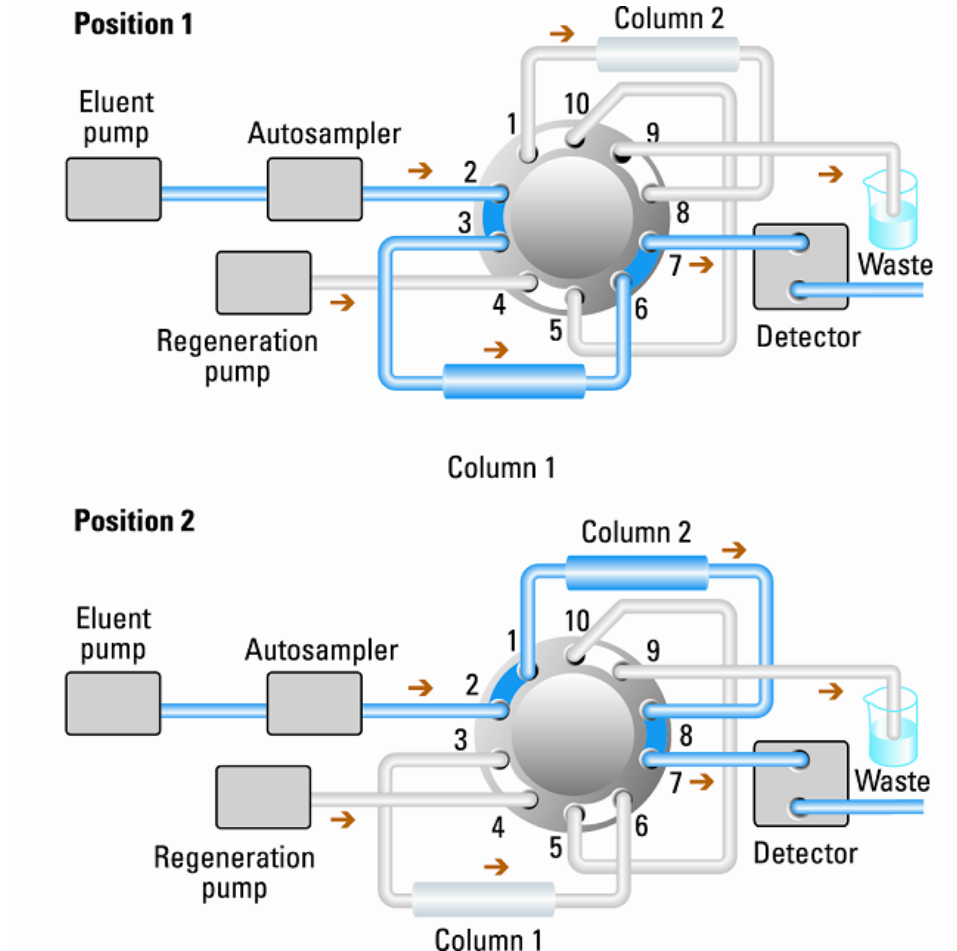 Position 1
Column 2
Eluent
pump
Autosampler
1
10
9
2
3
8
7
4
5
6
Waste
Regeneration
pump
Detector
Column 1
Position 2
Column 2
Eluent
pump
Autosampler
1
10
9
2
3
8
7
4
5
6
Waste
Regeneration
pump
Detector
Column 1